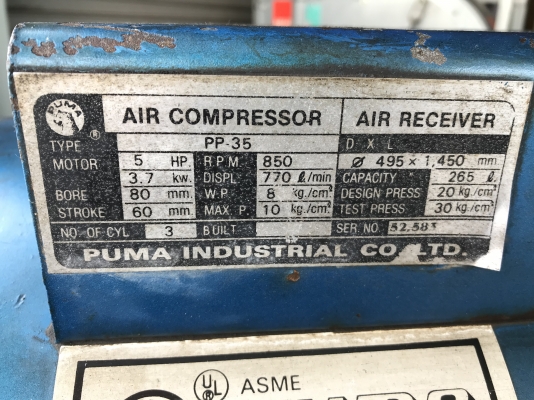 PUMA ®
AIR COMPRESSOR AIR RECEIVER
TYPE PP-35 D X L
MOTOR 5 HP. R.P.M. 850 Ø 495 x 1,450 mm
3.7 kw. DISPL 770 ℓ/min CAPACITY 265 ℓ.
BORE 80 mm. W.P. 8 kg./cm² DESIGN PRESS 20 kg./cm²
STROKE 60 mm. MAX. P. 10 kg./cm² TEST PRESS 30 kg./cm²
NO. OF CYL 3 BUILT SER NO.
PUMA INDUSTRIAL CO., LTD.
UL ® ASME